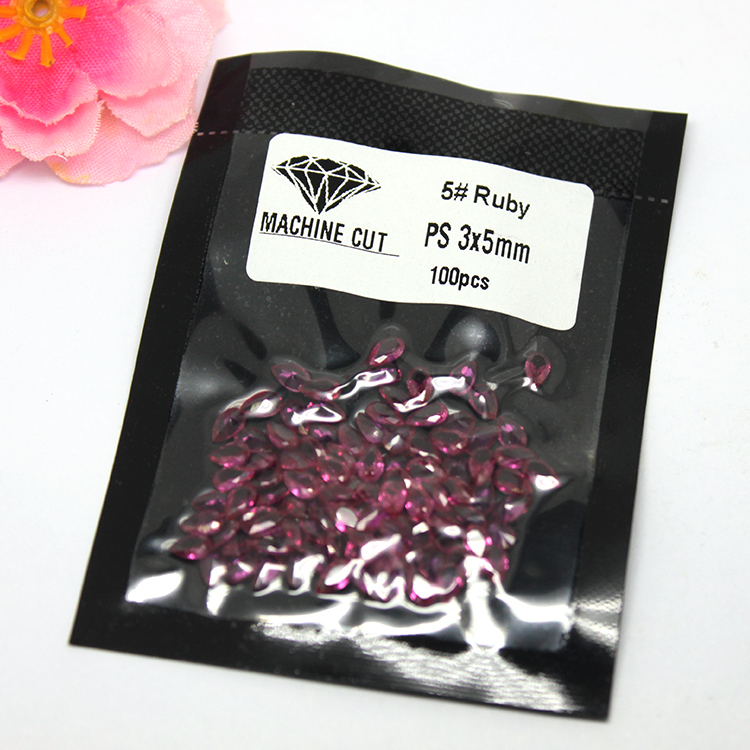 MACHINE CUT
5# Ruby
PS 3x5mm
100pcs